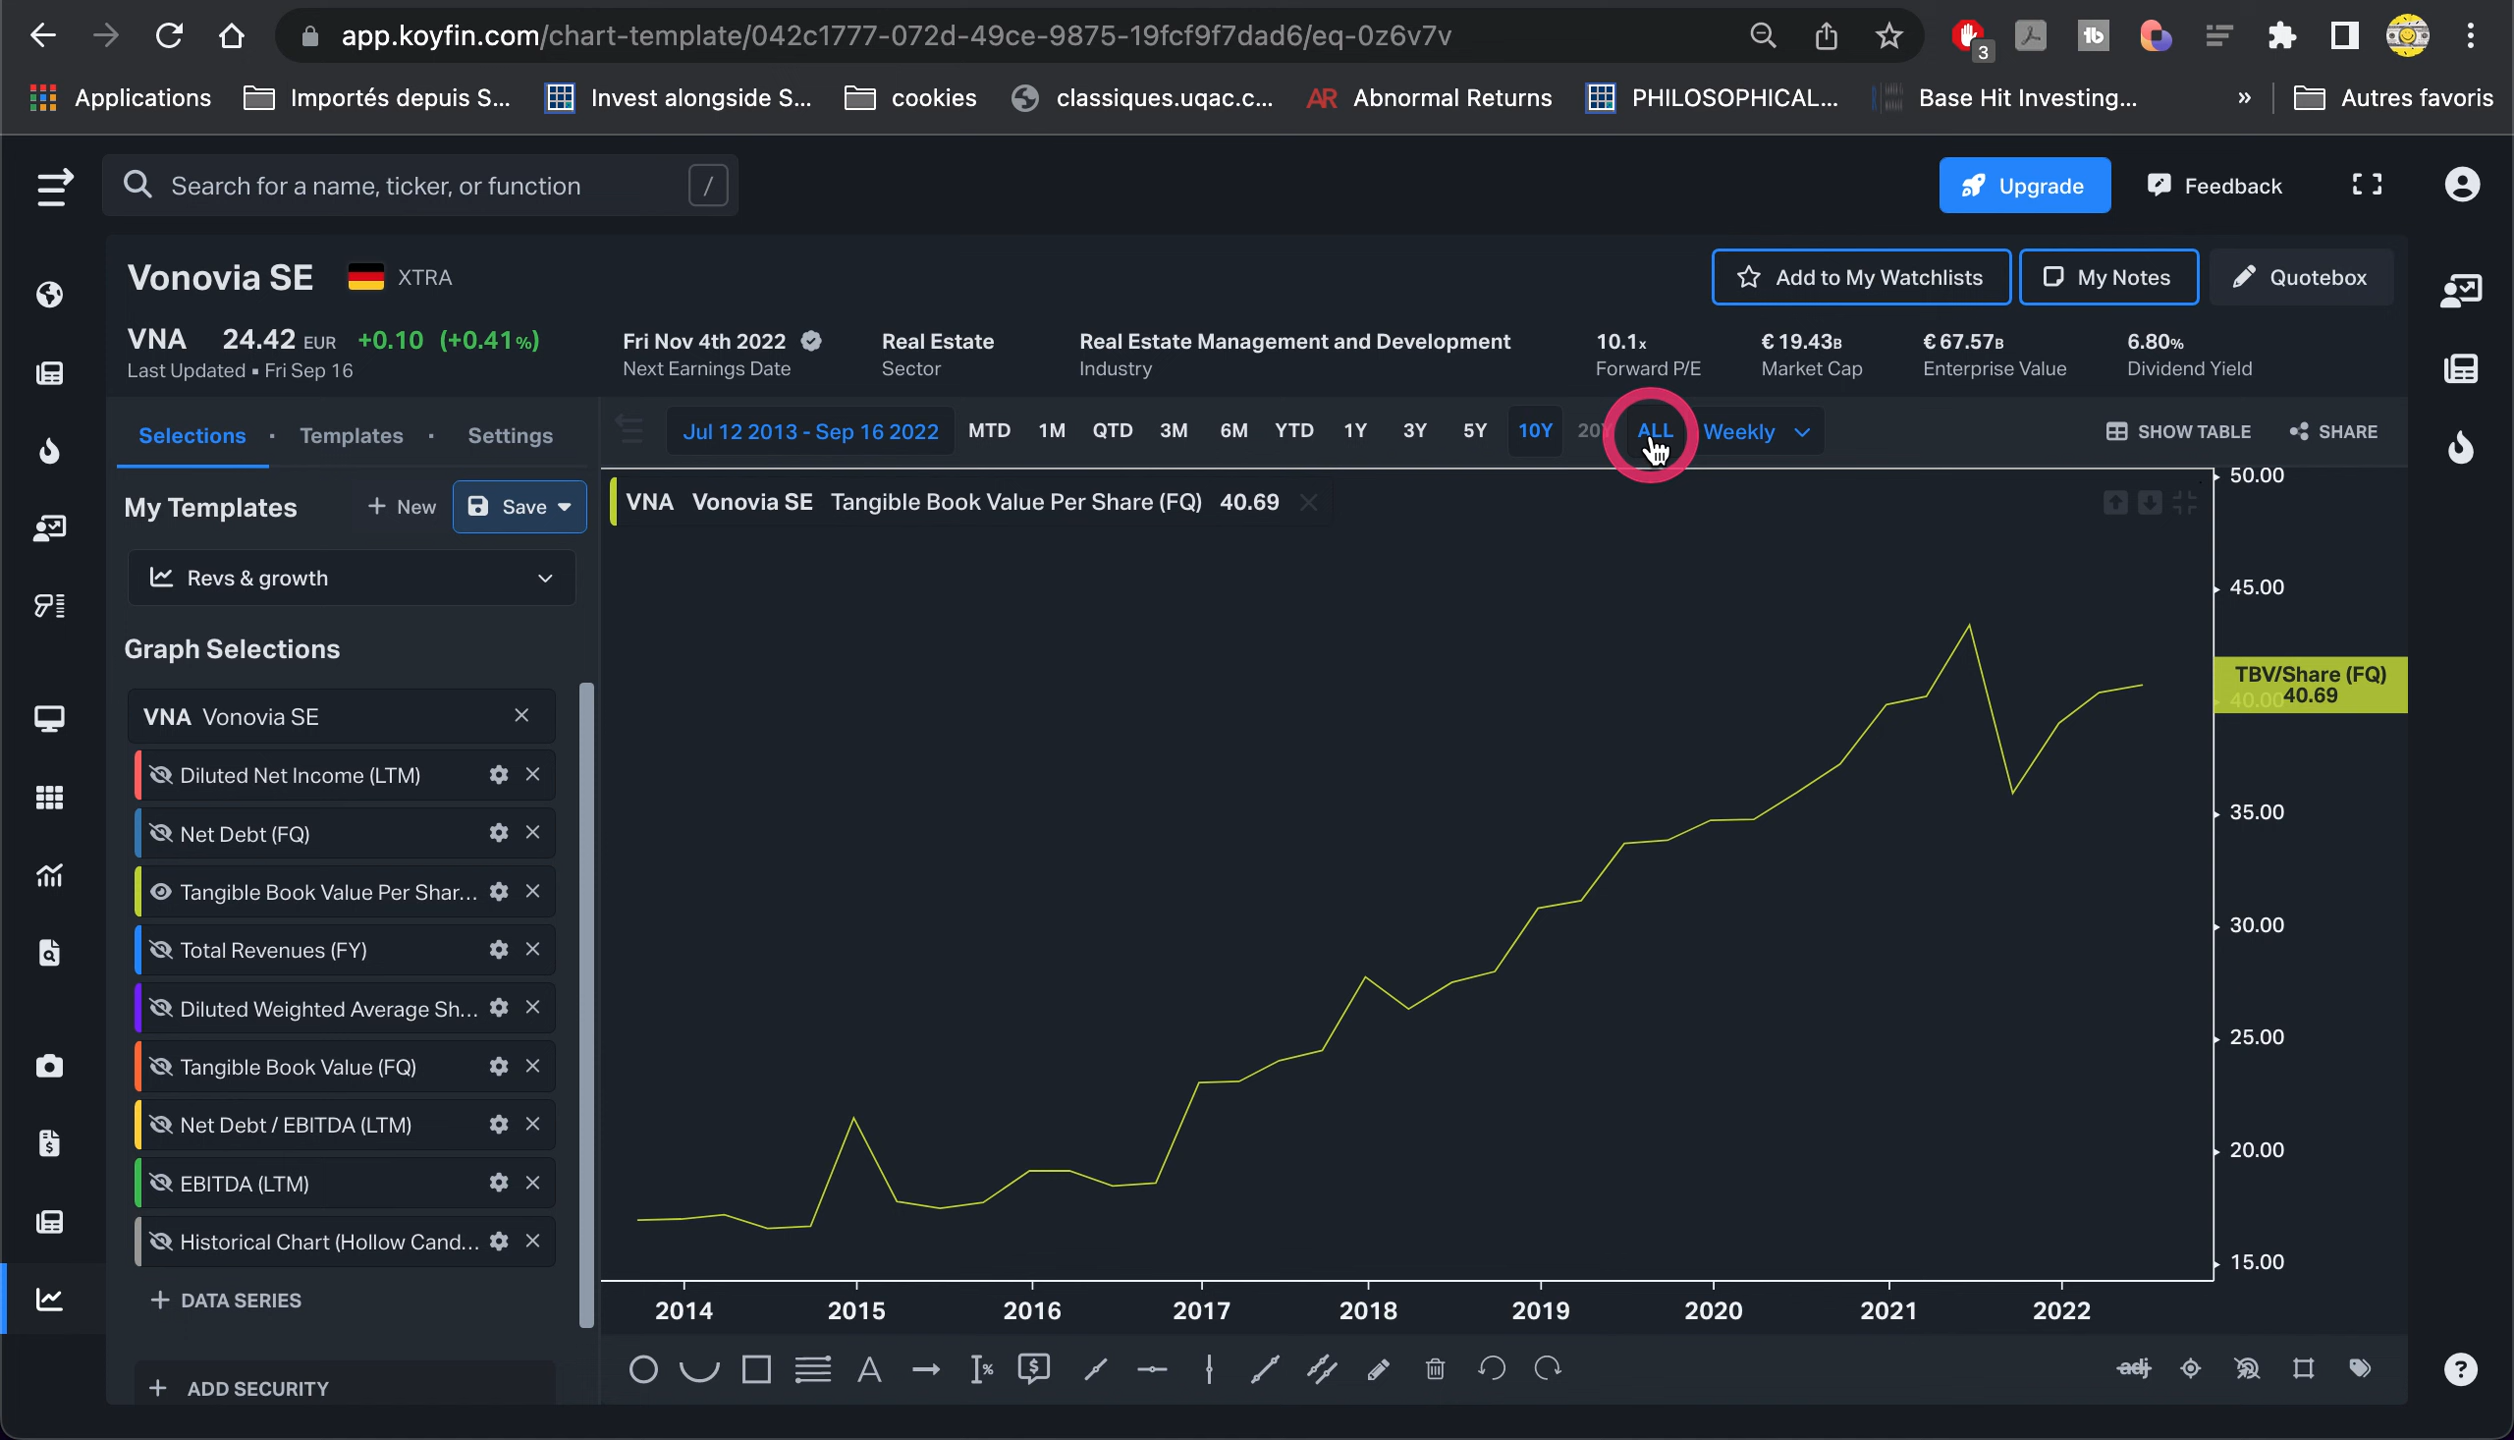 app.koyfin.com/chart-template/042c1777-072d-49ce-9875-19fcf9f7dad6/eq-0z6v7v
3
Applications
Importés depuis S...
Invest alongside S...
cookies
classiques.uqac.c...
AR Abnormal Returns
PHILOSOPHICAL...
Base Hit Investing...
»
Autres favoris
Search for a name, ticker, or function /
Upgrade
Feedback
Vonovia SE XTRA
Add to My Watchlists
My Notes
Quotebox
VNA 24.42 EUR +0.10 (+0.41%)
Last Updated ▪ Fri Sep 16
Fri Nov 4th 2022
Next Earnings Date
Real Estate
Sector
Real Estate Management and Development
Industry
10.1x
Forward P/E
€ 19.43B
Market Cap
€ 67.57B
Enterprise Value
6.80%
Dividend Yield
Selections · Templates · Settings
Jul 12 2013 - Sep 16 2022 MTD 1M QTD 3M 6M YTD 1Y 3Y 5Y 10Y 20Y ALL Weekly
SHOW TABLE SHARE
My Templates + New Save
Revs & growth
Graph Selections
VNA Vonovia SE
Diluted Net Income (LTM)
Net Debt (FQ)
Tangible Book Value Per Shar...
Total Revenues (FY)
Diluted Weighted Average Sh...
Tangible Book Value (FQ)
Net Debt / EBITDA (LTM)
EBITDA (LTM)
Historical Chart (Hollow Cand...
+ DATA SERIES
+ ADD SECURITY
VNA Vonovia SE Tangible Book Value Per Share (FQ) 40.69
50.00
45.00
TBV/Share (FQ)
40.00 40.69
35.00
30.00
25.00
20.00
15.00
2014 2015 2016 2017 2018 2019 2020 2021 2022
A
%
$
adj
?